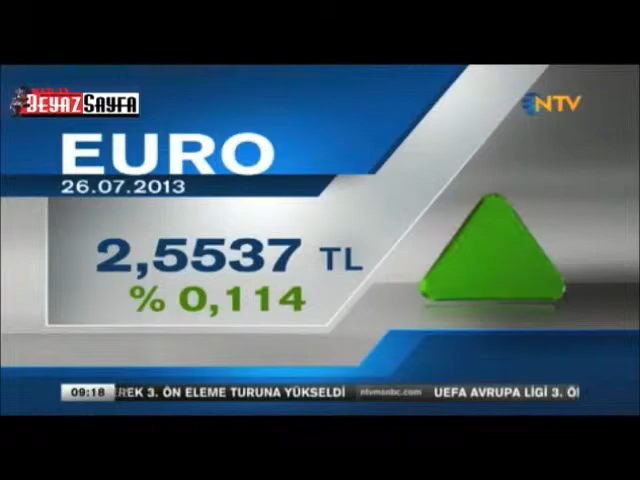 BEYAZ SAYFA
NTV
EURO
26.07.2013
2,5537 TL
% 0,114
09:18 EREK 3. ÖN ELEME TURUNA YÜKSELDİ ntvmsnbc.com UEFA AVRUPA LİGİ 3. Ö